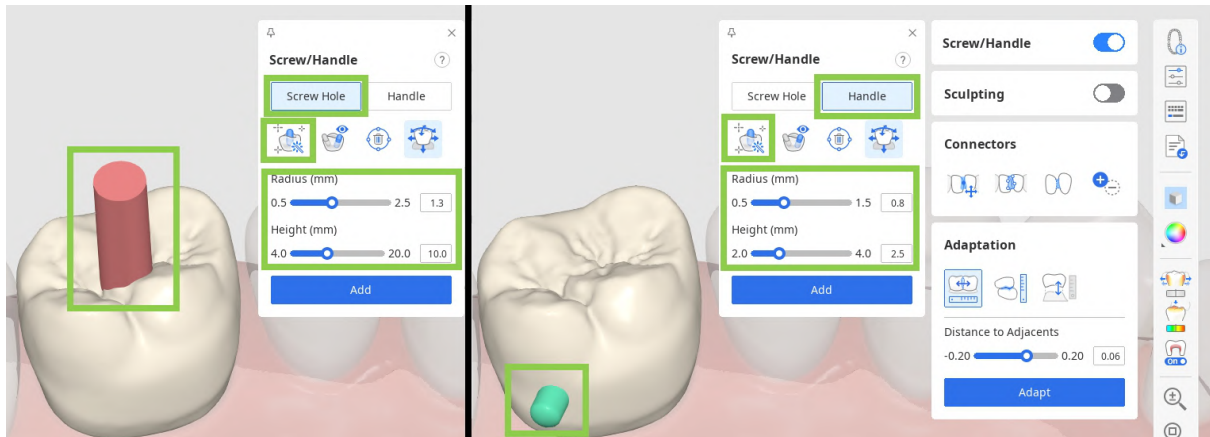 Screw/Handle
?
Screw Hole
Handle
Radius (mm)
0.5
2.5
1.3
Height (mm)
4.0
20.0
10.0
Add
Screw/Handle
?
Screw Hole
Handle
Radius (mm)
0.5
1.5
0.8
Height (mm)
2.0
4.0
2.5
Add
Screw/Handle
Sculpting
Connectors
Adaptation
Distance to Adjacents
-0.20
0.20
0.06
Adapt
ON